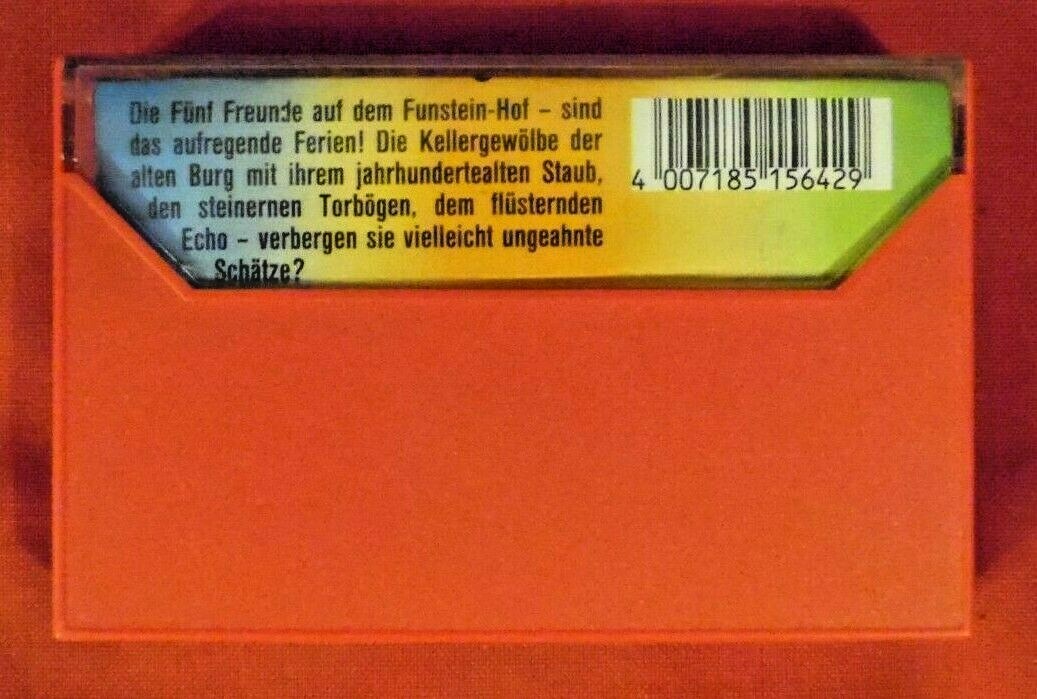 Die Fünf Freunde auf dem Funstein-Hof – sind
das aufregende Ferien! Die Kellergewölbe der
alten Burg mit ihrem jahrhundertealten Staub,
den steinernen Torbögen, dem flüsternden
Echo – verbergen sie vielleicht ungeahnte
Schätze?
4 007185 156429